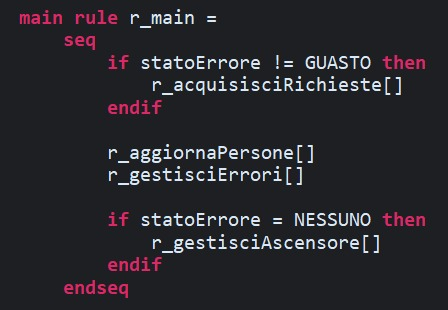 main rule r_main =
seq
if statoErrore != GUASTO then
r_acquisisciRichieste[]
endif
r_aggiornaPersone[]
r_gestisciErrori[]
if statoErrore = NESSUNO then
r_gestisciAscensore[]
endif
endseq